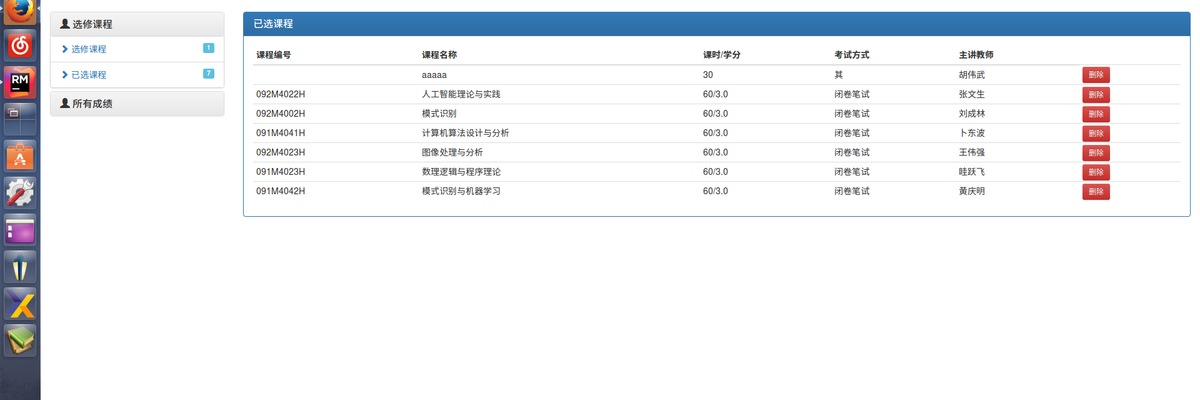 选修课程
选修课程 1
已选课程 7
所有成绩
已选课程
课程编号 课程名称 课时/学分 考试方式 主讲教师
aaaaa 30 其 胡伟武 删除
092M4022H 人工智能理论与实践 60/3.0 闭卷笔试 张文生 删除
092M4002H 模式识别 60/3.0 闭卷笔试 刘成林 删除
091M4041H 计算机算法设计与分析 60/3.0 闭卷笔试 卜东波 删除
092M4023H 图像处理与分析 60/3.0 闭卷笔试 王伟强 删除
091M4023H 数理逻辑与程序理论 60/3.0 闭卷笔试 眭跃飞 删除
091M4042H 模式识别与机器学习 60/3.0 闭卷笔试 黄庆明 删除
RM